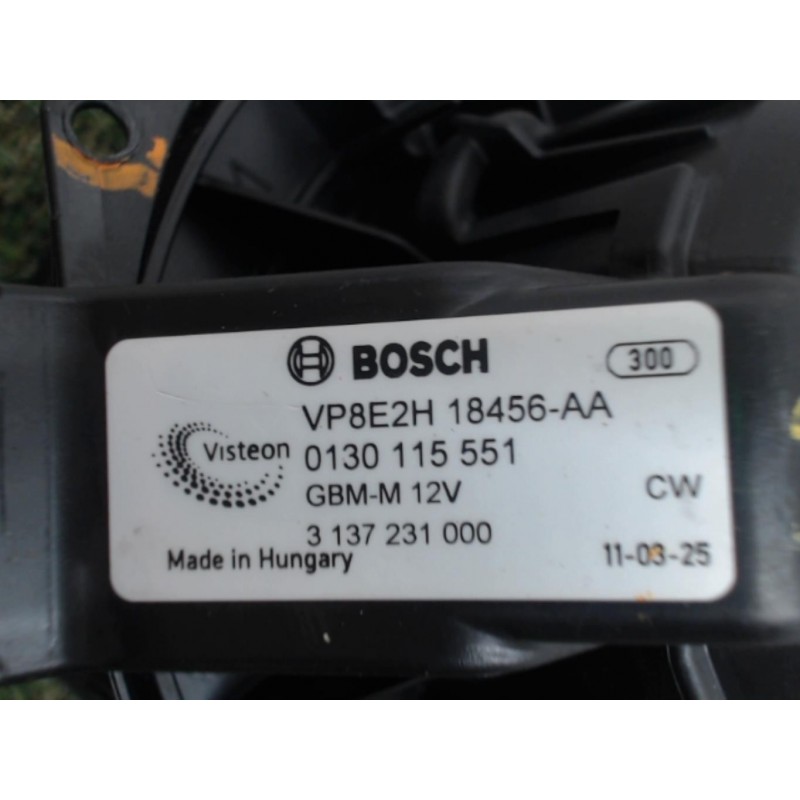 BOSCH
300
VP8E2H 18456-AA
Visteon
0130 115 551
GBM-M 12V
CW
3 137 231 000
Made in Hungary
11-03-25